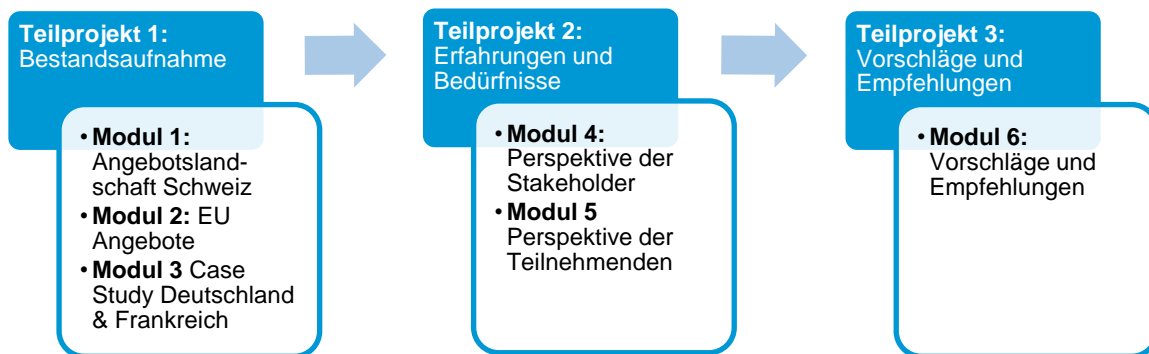 Teilprojekt 1:
Bestandsaufnahme
• Modul 1:
Angebotsland-
schaft Schweiz
• Modul 2: EU
Angebote
• Modul 3 Case
Study Deutschland
& Frankreich
Teilprojekt 2:
Erfahrungen und
Bedürfnisse
• Modul 4:
Perspektive der
Stakeholder
• Modul 5
Perspektive der
Teilnehmenden
Teilprojekt 3:
Vorschläge und
Empfehlungen
• Modul 6:
Vorschläge und
Empfehlungen